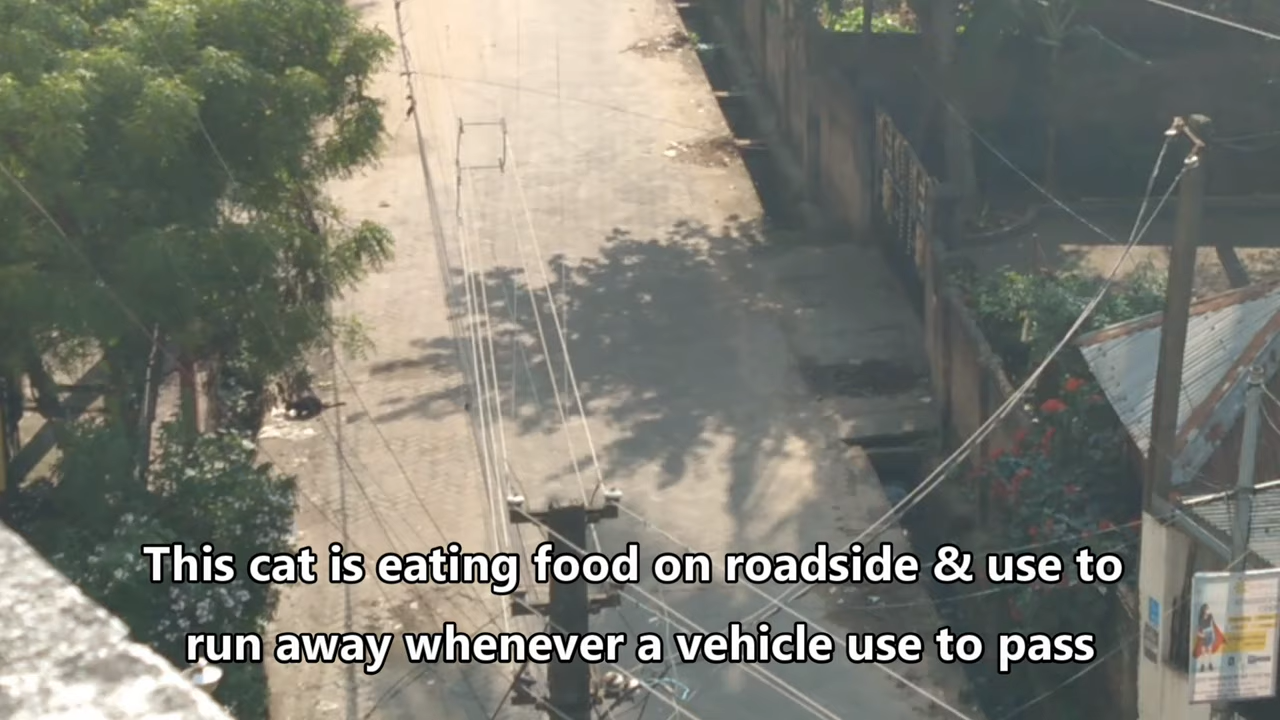 This cat is eating food on roadside & use to
run away whenever a vehicle use to pass